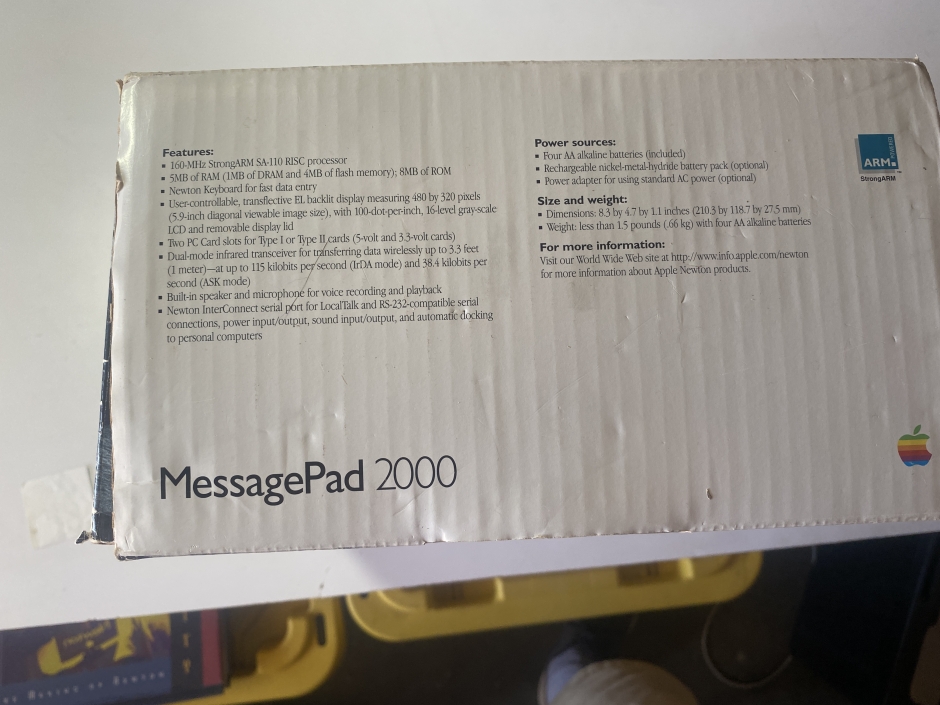 Features:
▪ 160-MHz StrongARM SA-110 RISC processor
▪ 5MB of RAM (1MB of DRAM and 4MB of flash memory); 8MB of ROM
▪ Newton Keyboard for fast data entry
▪ User-controllable, transflective EL backlit display measuring 480 by 320 pixels
(5.9-inch diagonal viewable image size), with 100-dot-per-inch, 16-level gray-scale
LCD and removable display lid
▪ Two PC Card slots for Type I or Type II cards (5-volt and 3.3-volt cards)
▪ Dual-mode infrared transceiver for transferring data wirelessly up to 3.3 feet
(1 meter)—at up to 115 kilobits per second (IrDA mode) and 38.4 kilobits per
second (ASK mode)
▪ Built-in speaker and microphone for voice recording and playback
▪ Newton InterConnect serial port for LocalTalk and RS-232-compatible serial
connections, power input/output, sound input/output, and automatic docking
to personal computers
Power sources:
▪ Four AA alkaline batteries (included)
▪ Rechargeable nickel-metal-hydride battery pack (optional)
▪ Power adapter for using standard AC power (optional)
Size and weight:
▪ Dimensions: 8.3 by 4.7 by 1.1 inches (210.3 by 118.7 by 27.5 mm)
▪ Weight: less than 1.5 pounds (.66 kg) with four AA alkaline batteries
For more information:
Visit our World Wide Web site at http://www.info.apple.com/newton
for more information about Apple Newton products.
ARM
POWERED
StrongARM™
MessagePad 2000
Making of Newton